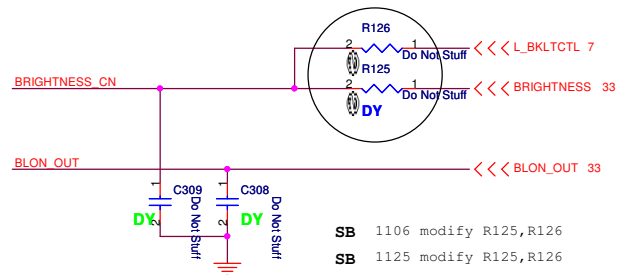 R126
2
1
L_BKLTCTL 7
Do Not Stuff
R125
BRIGHTNESS_CN
2
1
BRIGHTNESS 33
Do Not Stuff
DY
BLON_OUT
BLON_OUT 33
1
C309
1
C308
DY
2
Do Not Stuff
DY
2
Do Not Stuff
SB 1106 modify R125,R126
SB 1125 modify R125,R126